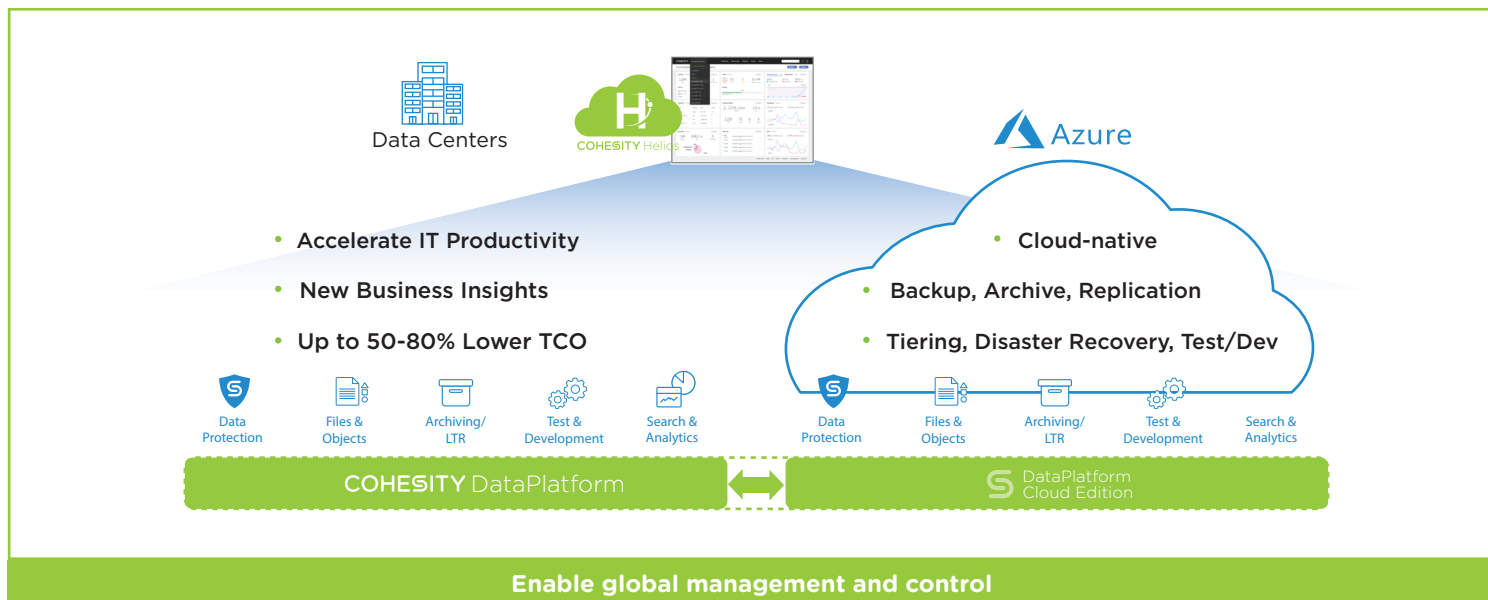 Data Centers
H
COHESITY Helios
COHESITY
Azure
Accelerate IT Productivity
New Business Insights
Up to 50-80% Lower TCO
Cloud-native
Backup, Archive, Replication
Tiering, Disaster Recovery, Test/Dev
Data
Protection
Files &
Objects
Archiving/
LTR
Test &
Development
Search &
Analytics
Data
Protection
Files &
Objects
Archiving/
LTR
Test &
Development
Search &
Analytics
COHESITY DataPlatform
DataPlatform
Cloud Edition
Enable global management and control